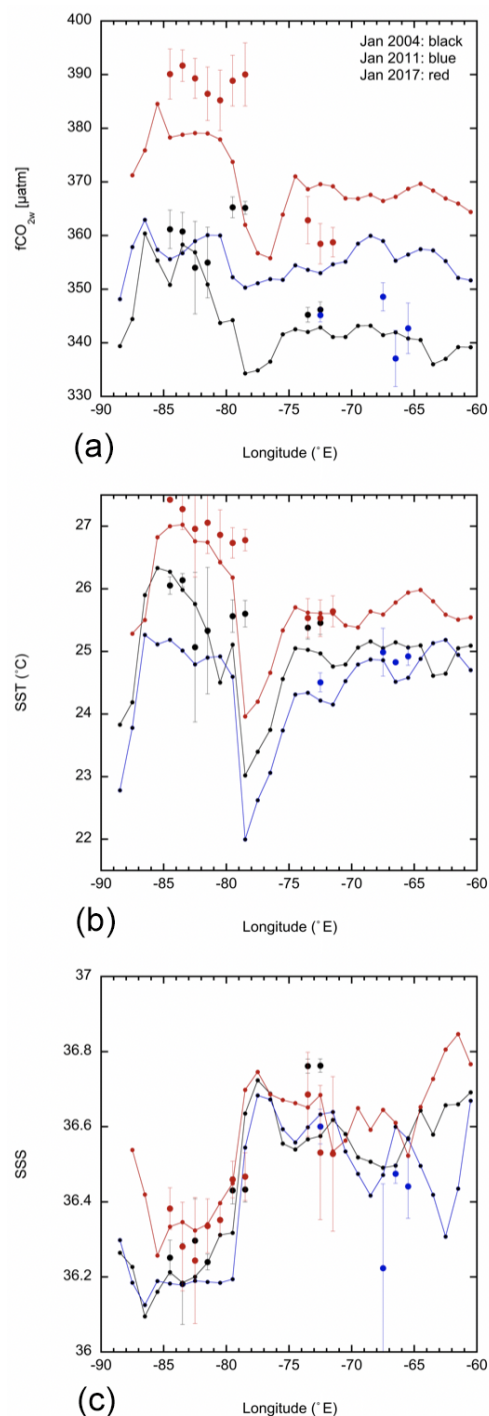 400
Jan 2004: black
Jan 2011: blue
Jan 2017: red
390
380
fCO2w [µatm]
370
360
350
340
330
-90 -85 -80 -75 -70 -65 -60
(a)
Longitude (˚E)
27
26
25
SST (˚C)
24
23
22
-90 -85 -80 -75 -70 -65 -60
(b)
Longitude (˚E)
37
36.8
36.6
SSS
36.4
36.2
36
-90 -85 -80 -75 -70 -65 -60
(c)
Longitude (˚E)